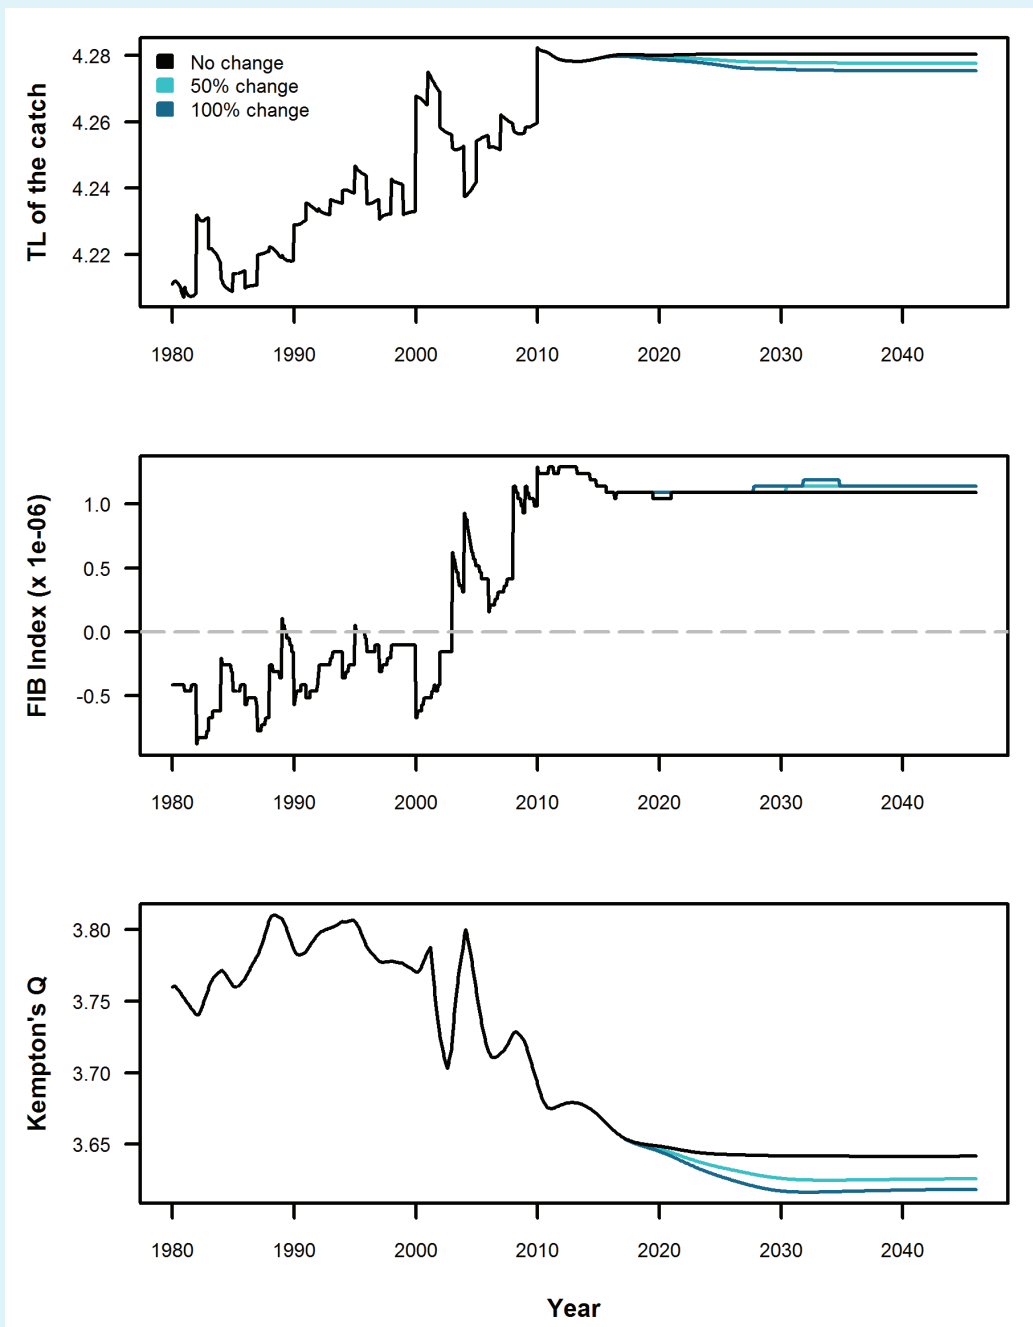 TL of the catch
4.28
4.26
4.24
4.22
No change
50% change
100% change
1980 1990 2000 2010 2020 2030 2040
FIB Index (x 1e-06)
1.0
0.5
0.0
-0.5
1980 1990 2000 2010 2020 2030 2040
Kempton's Q
3.80
3.75
3.70
3.65
1980 1990 2000 2010 2020 2030 2040
Year